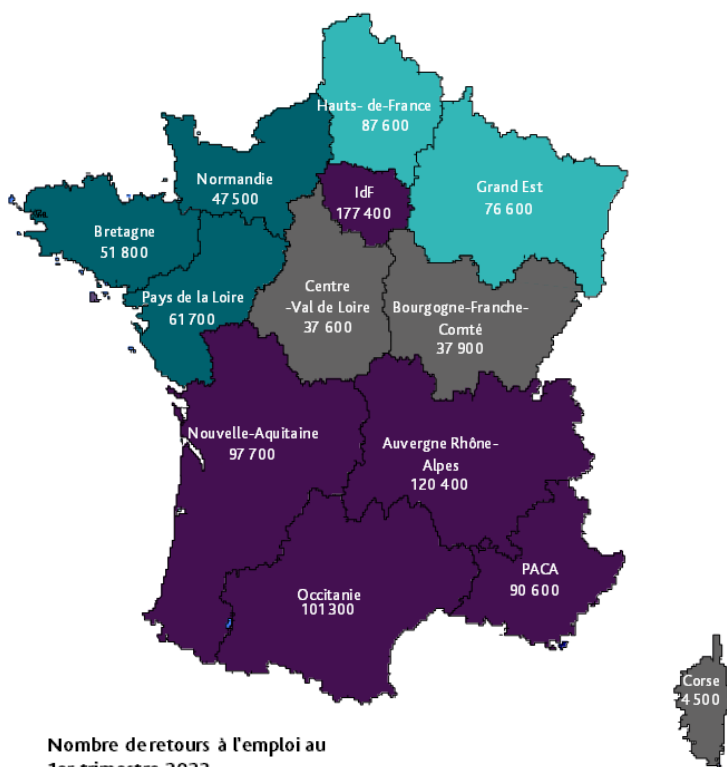 Hauts- de-France
87 600
Normandie
47 500
IdF
177 400
Grand Est
76 600
Bretagne
51 800
Pays de la Loire
61 700
Centre
-Val de Loire
37 600
Bourgogne-Franche-
Comté
37 900
Nouvelle-Aquitaine
97 700
Auvergne Rhône-
Alpes
120 400
Occitanie
101 300
PACA
90 600
Corse
4 500
Nombre de retours à l'emploi au
1er trimestre